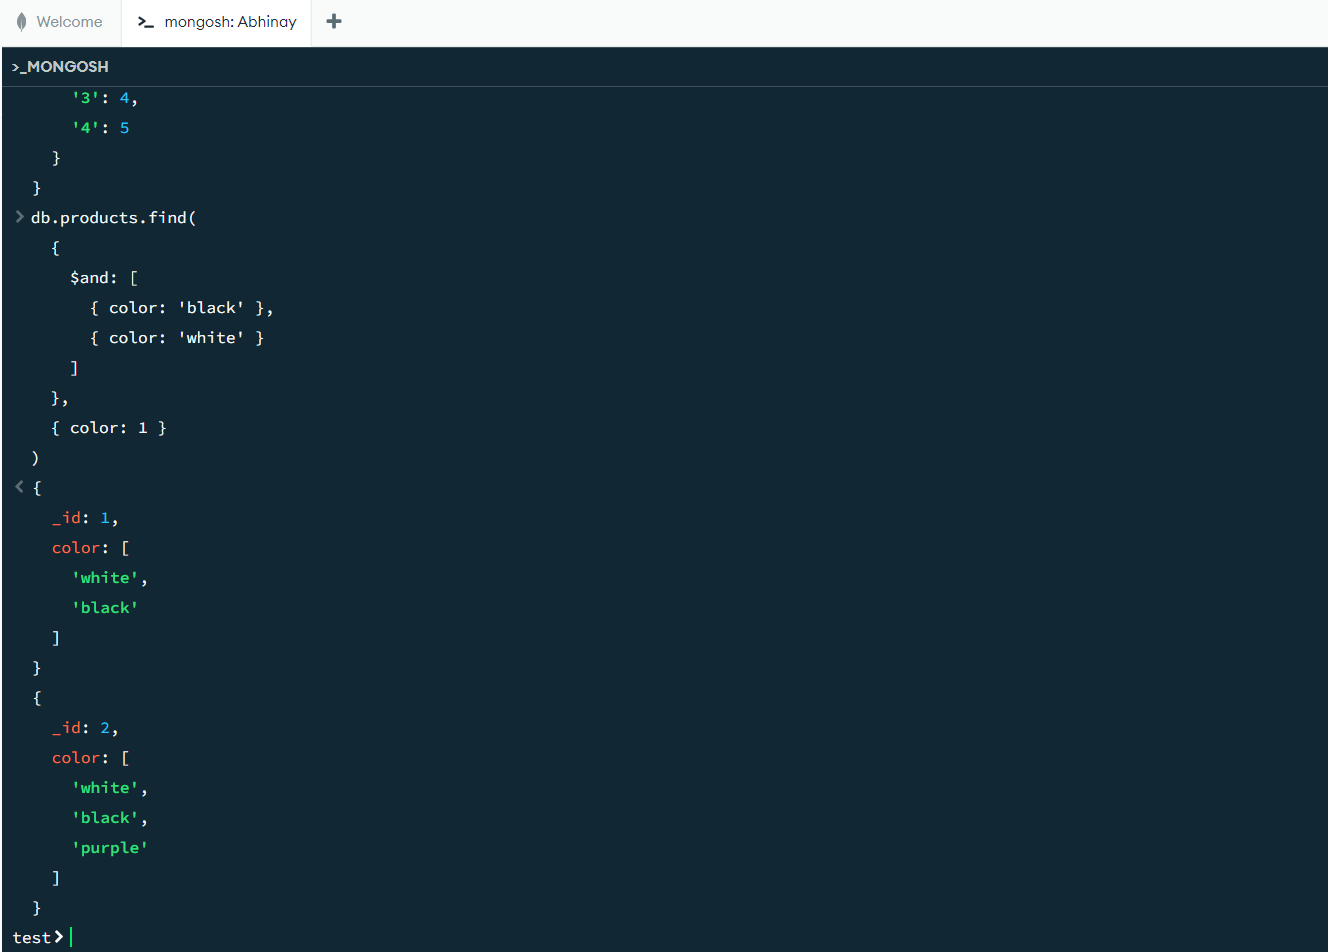 Welcome
>_ mongosh: Abhinay +
>_MONGOSH
'3': 4,
'4': 5
}
}
> db.products.find(
{
$and: [
{ color: 'black' },
{ color: 'white' }
]
},
{ color: 1 }
)
< {
_id: 1,
color: [
'white',
'black'
]
}
{
_id: 2,
color: [
'white',
'black',
'purple'
]
}
test>